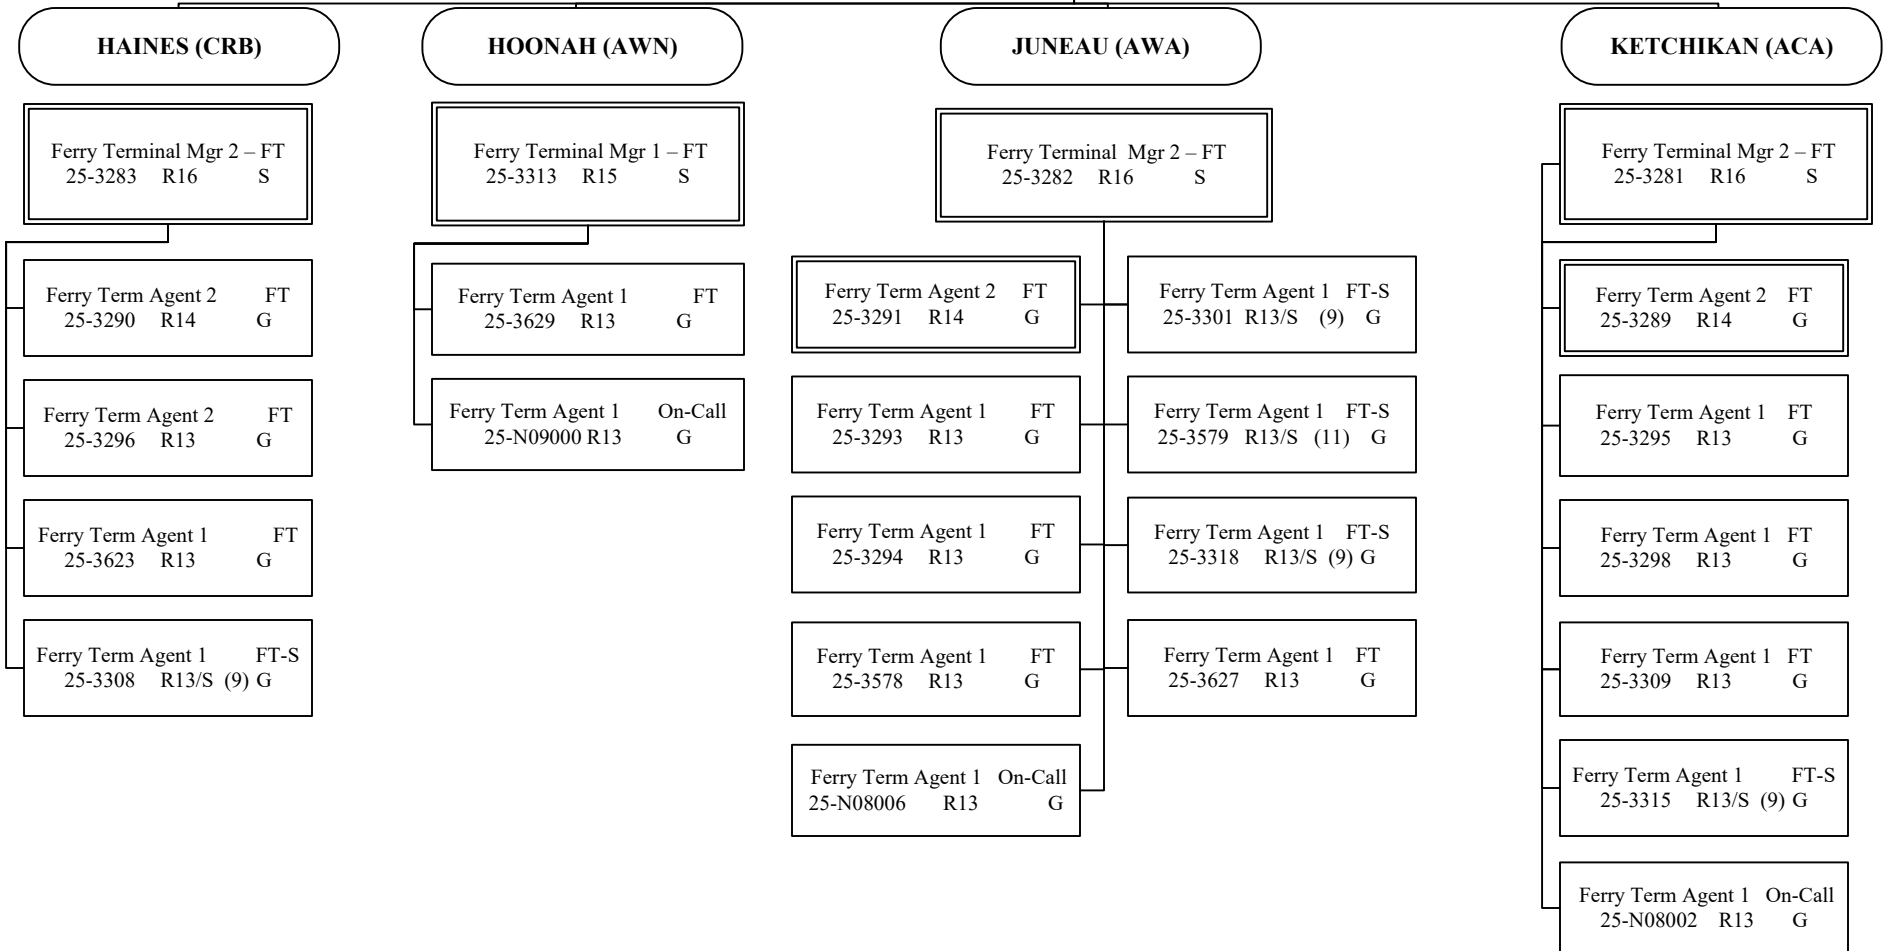 HAINES (CRB)
Ferry Terminal Mgr 2 – FT
25-3283 R16 S
Ferry Term Agent 2 FT
25-3290 R14 G
Ferry Term Agent 2 FT
25-3296 R13 G
Ferry Term Agent 1 FT
25-3623 R13 G
Ferry Term Agent 1 FT-S
25-3308 R13/S (9) G
HOONAH (AWN)
Ferry Terminal Mgr 1 – FT
25-3313 R15 S
Ferry Term Agent 1 FT
25-3629 R13 G
Ferry Term Agent 1 On-Call
25-N09000 R13 G
JUNEAU (AWA)
Ferry Terminal Mgr 2 – FT
25-3282 R16 S
Ferry Term Agent 2 FT
25-3291 R14 G
Ferry Term Agent 1 FT
25-3293 R13 G
Ferry Term Agent 1 FT
25-3294 R13 G
Ferry Term Agent 1 FT
25-3578 R13 G
Ferry Term Agent 1 On-Call
25-N08006 R13 G
Ferry Term Agent 1 FT-S
25-3301 R13/S (9) G
Ferry Term Agent 1 FT-S
25-3579 R13/S (11) G
Ferry Term Agent 1 FT-S
25-3318 R13/S (9) G
Ferry Term Agent 1 FT
25-3627 R13 G
KETCHIKAN (ACA)
Ferry Terminal Mgr 2 – FT
25-3281 R16 S
Ferry Term Agent 2 FT
25-3289 R14 G
Ferry Term Agent 1 FT
25-3295 R13 G
Ferry Term Agent 1 FT
25-3298 R13 G
Ferry Term Agent 1 FT
25-3309 R13 G
Ferry Term Agent 1 FT-S
25-3315 R13/S (9) G
Ferry Term Agent 1 On-Call
25-N08002 R13 G